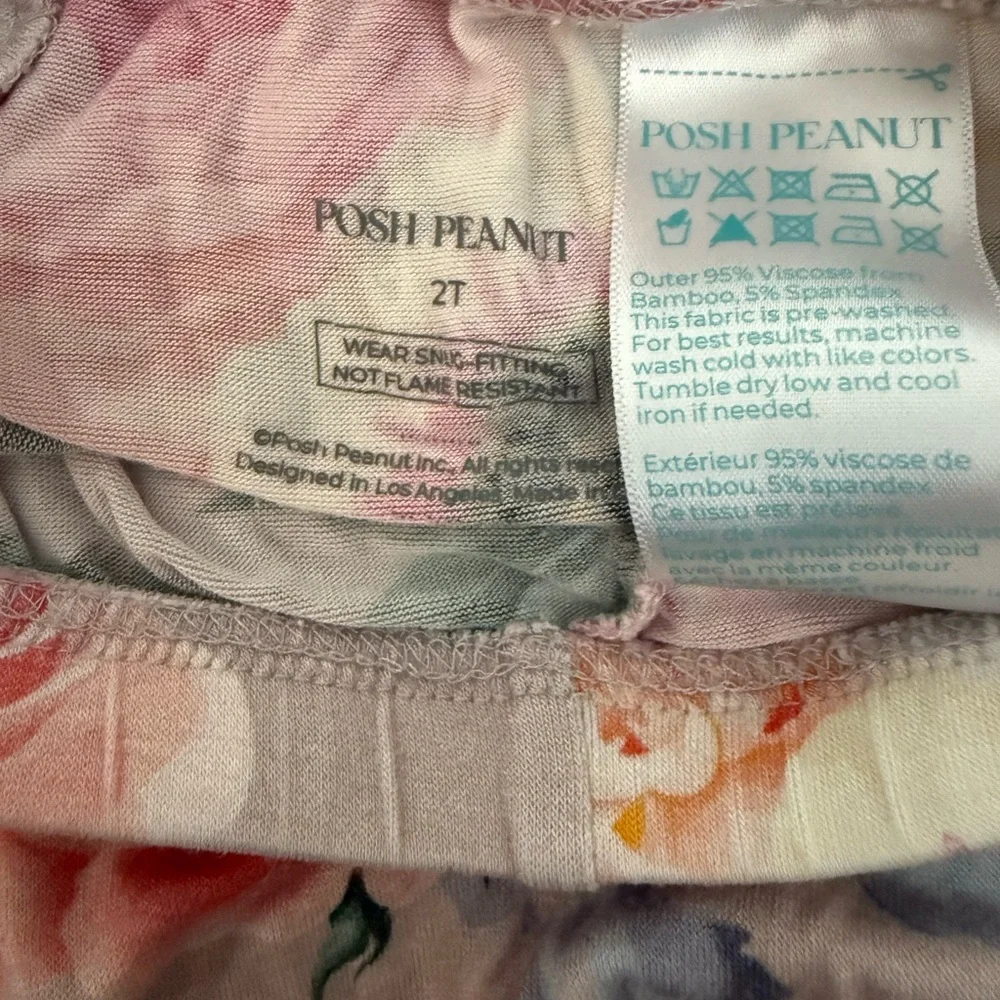 POSH PEANUT
2T
WEAR SNUG-FITTING
NOT FLAME RESISTANT
©Posh Peanut Inc., All rights
Designed in Los Angeles. Made in
POSH PEANUT
Outer 95% Viscose from
Bamboo, 5% Spandex
This fabric is pre-washed.
For best results, machine
wash cold with like colors.
Tumble dry low and cool
iron if needed.
Extérieur 95% viscose de
bambou, 5% spandex
Ce tissu est
lavage en machine froid
avec la même couleur.